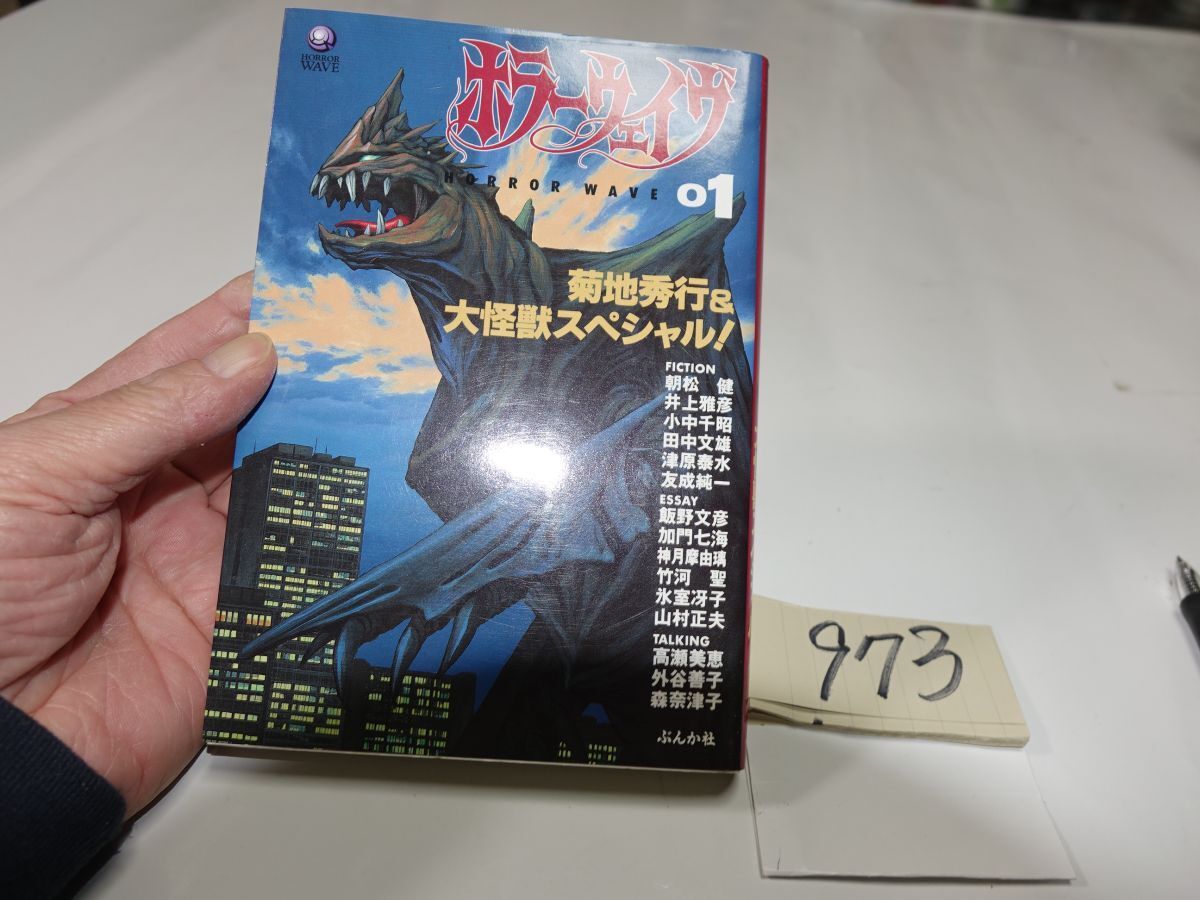 HORROR
WAVE
ホラーウェイヴ
HORROR WAVE 01
菊地秀行&
大怪獣スペシャル!
FICTION
朝松 健
井上雅彦
小中千昭
田中文雄
津原泰水
友成純一
ESSAY
飯野文彦
加門七海
神月摩由璃
竹河 聖
氷室冴子
山村正夫
TALKING
高瀬美恵
外谷善子
森奈津子
ぶんか社
973